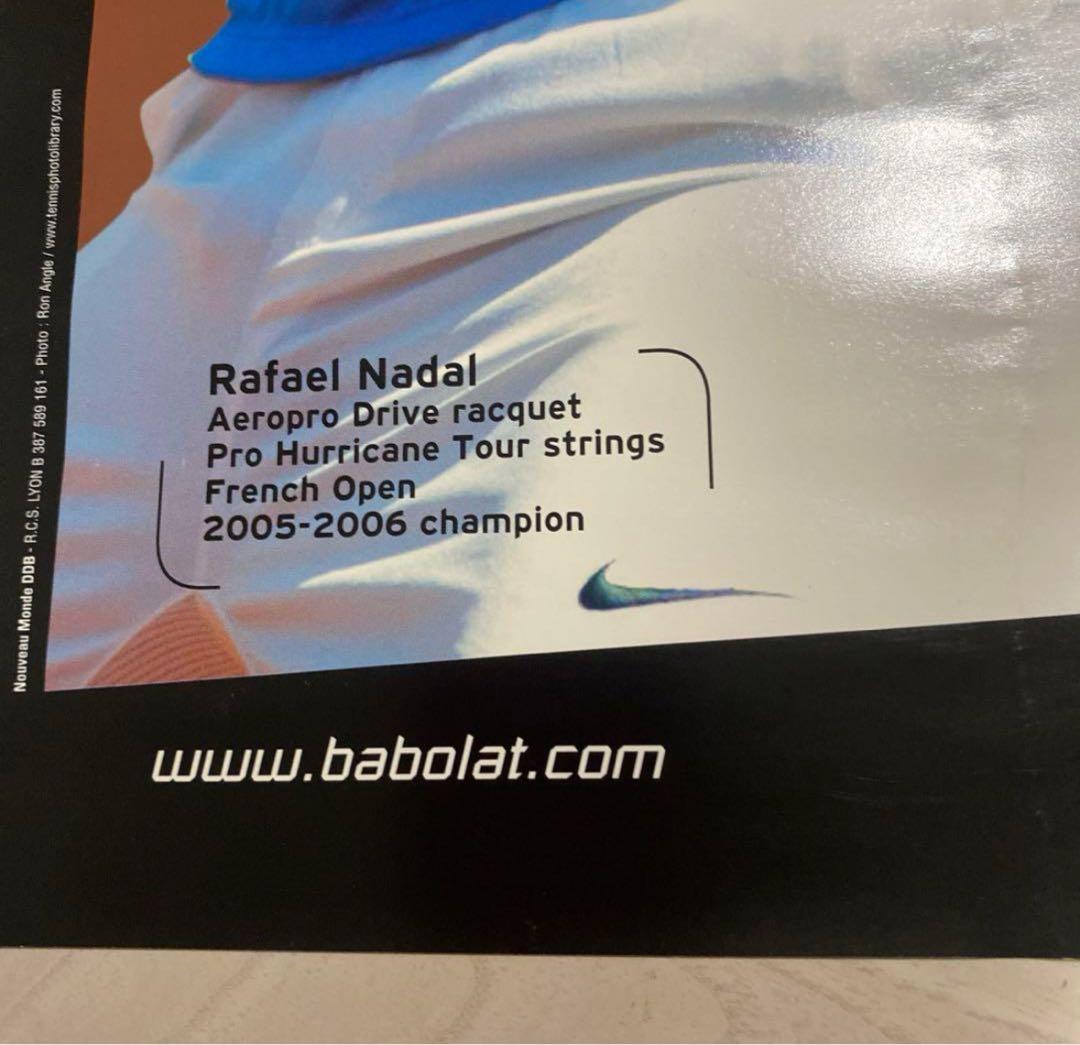 Nouveau Monde DDB - R.C.S. LYON B 387 589 161 - Photo : Ron Angle / www.tennisphotolibrary.com
Rafael Nadal
Aeropro Drive racquet
Pro Hurricane Tour strings
French Open
2005-2006 champion
www.babolat.com